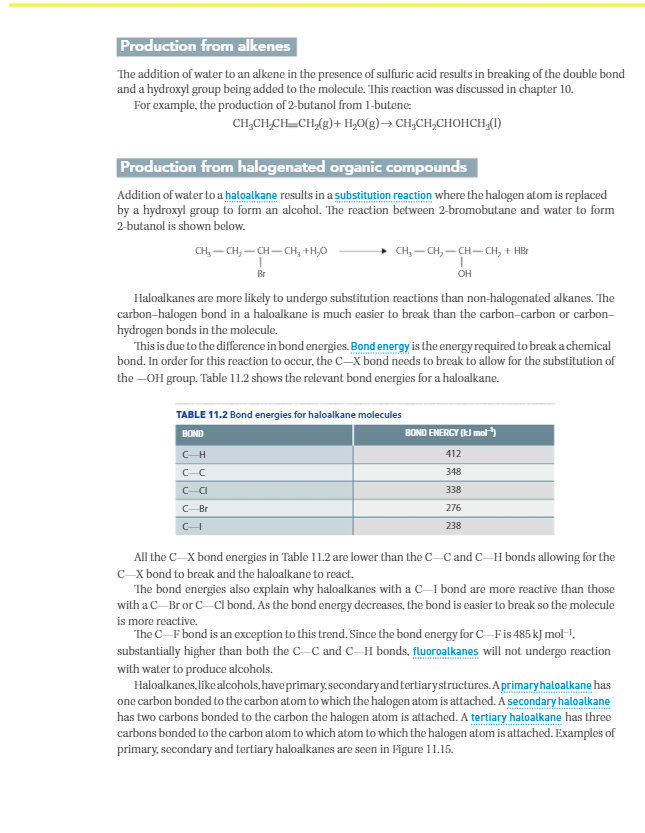 Production from alkenes
The addition of water to an alkene in the presence of sulfuric acid results in breaking of the double bond
and a hydroxyl group being added to the molecule. This reaction was discussed in chapter 10.
For example, the production of 2-butanol from 1-butene:
CH₃CH₂CH=CH₂(g) + H₂O(g) → CH₃CH₂CHOHCH₃(l)
Production from halogenated organic compounds
Addition of water to a haloalkane results in a substitution reaction where the halogen atom is replaced
by a hydroxyl group to form an alcohol. The reaction between 2-bromobutane and water to form
2-butanol is shown below.
CH₃ — CH₂ — CH — CH₃ + H₂O → CH₃ — CH₂ — CH — CH₃ + HBr
Br OH
Haloalkanes are more likely to undergo substitution reactions than non-halogenated alkanes. The
carbon–halogen bond in a haloalkane is much easier to break than the carbon–carbon or carbon–
hydrogen bonds in the molecule.
This is due to the difference in bond energies. Bond energy is the energy required to break a chemical
bond. In order for this reaction to occur, the C—X bond needs to break to allow for the substitution of
the —OH group. Table 11.2 shows the relevant bond energies for a haloalkane.
TABLE 11.2 Bond energies for haloalkane molecules
BOND BOND ENERGY (kJ mol⁻¹)
C—H 412
C—C 348
C—Cl 338
C—Br 276
C—I 238
All the C—X bond energies in Table 11.2 are lower than the C—C and C—H bonds allowing for the
C—X bond to break and the haloalkane to react.
The bond energies also explain why haloalkanes with a C—I bond are more reactive than those
with a C—Br or C—Cl bond. As the bond energy decreases, the bond is easier to break so the molecule
is more reactive.
The C—F bond is an exception to this trend. Since the bond energy for C—F is 485 kJ mol⁻¹,
substantially higher than both the C—C and C—H bonds, fluoroalkanes will not undergo reaction
with water to produce alcohols.
Haloalkanes, like alcohols, have primary, secondary and tertiary structures. A primary haloalkane has
one carbon bonded to the carbon atom to which the halogen atom is attached. A secondary haloalkane
has two carbons bonded to the carbon the halogen atom is attached. A tertiary haloalkane has three
carbons bonded to the carbon atom to which atom to which the halogen atom is attached. Examples of
primary, secondary and tertiary haloalkanes are seen in Figure 11.15.